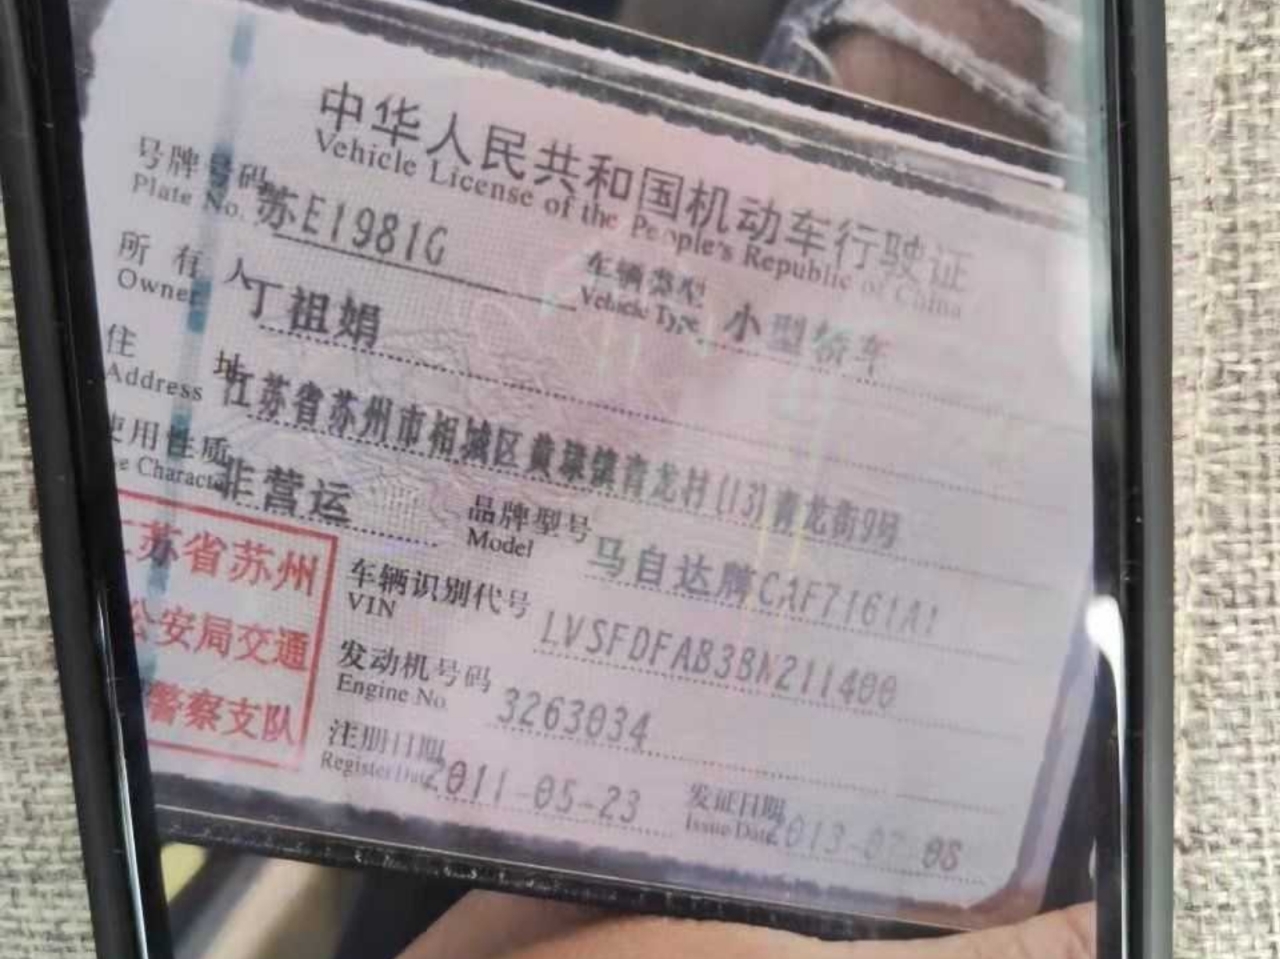 中华人民共和国机动车行驶证
Vehicle License of the People's Republic of China
号牌号码 苏E1981G 车辆类型 小型轿车
Plate No. Vehicle Type
所有人 丁祖娟
Owner
住址 江苏省苏州市相城区黄埭镇青龙村(13)青龙街9号
Address
使用性质 非营运 品牌型号 马自达牌CAF7161A1
Use Character Model
江苏省苏州
公安局交通
警察支队
车辆识别代号 LVSFDFAB3BN211400
VIN
发动机号码 3263034
Engine No.
注册日期 2011-05-23 发证日期 2013-07-08
Register Date Issue Date